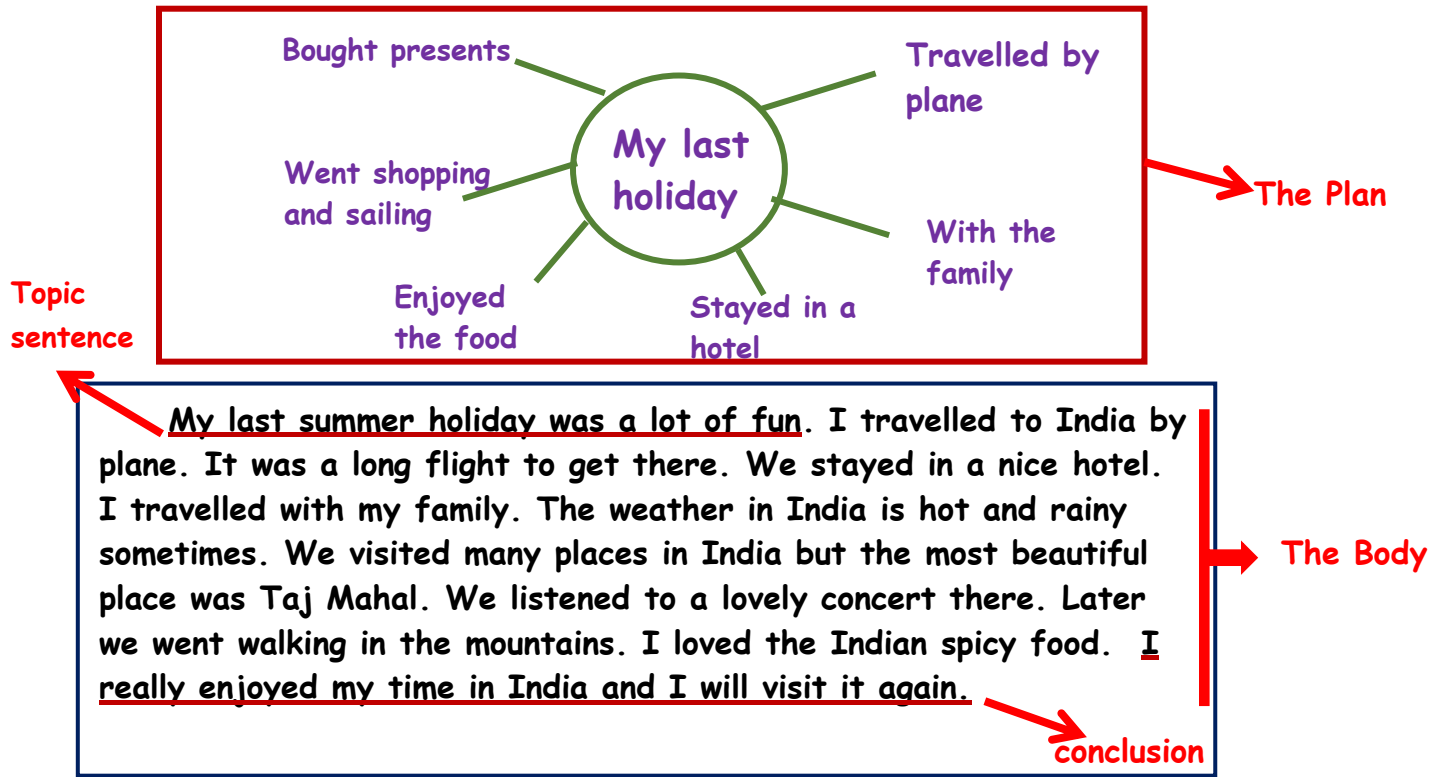 Bought presents
Travelled by
plane
My last
holiday
Went shopping
and sailing
The Plan
With the
family
Enjoyed
the food
Stayed in a
hotel
Topic
sentence
My last summer holiday was a lot of fun. I travelled to India by
plane. It was a long flight to get there. We stayed in a nice hotel.
I travelled with my family. The weather in India is hot and rainy
sometimes. We visited many places in India but the most beautiful
place was Taj Mahal. We listened to a lovely concert there. Later
we went walking in the mountains. I loved the Indian spicy food. I
really enjoyed my time in India and I will visit it again.
The Body
conclusion